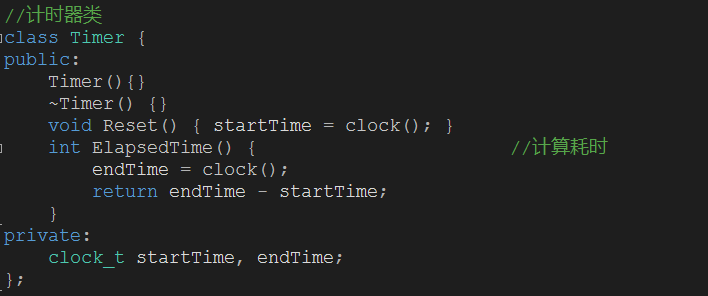 //计时器类
class Timer {
public:
    Timer(){}
    ~Timer() {}
    void Reset() { startTime = clock(); }
    int ElapsedTime() {                        //计算耗时
        endTime = clock();
        return endTime - startTime;
    }
private:
    clock_t startTime, endTime;
};